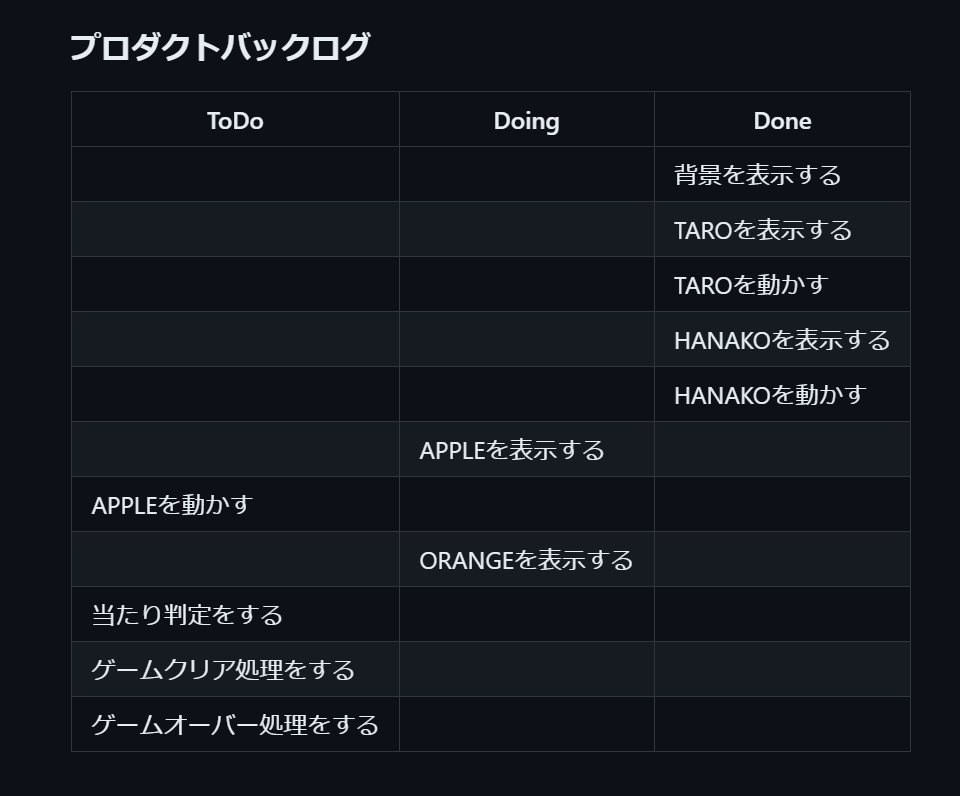 プロダクトバックログ
ToDo Doing Done
背景を表示する
TAROを表示する
TAROを動かす
HANAKOを表示する
HANAKOを動かす
APPLEを表示する
APPLEを動かす
ORANGEを表示する
当たり判定をする
ゲームクリア処理をする
ゲームオーバー処理をする